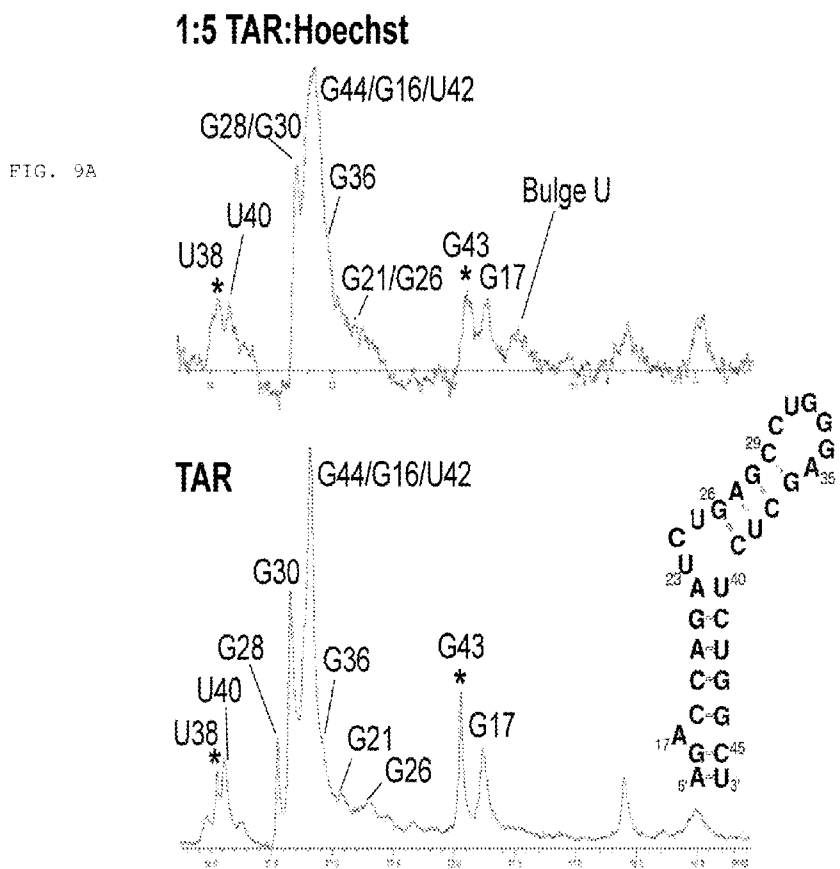 1:5 TAR:Hoechst
G44/G16/U42
G28/G30
FIG. 9A
G36
Bulge U
U40
U38
*
G21/G26
G43
*
G17
TAR
G44/G16/U42
G30
G28
G36
U40
U38
*
G21
G26
G43
*
G17
U G
C G
29 C G
G A 35
A G
26 G C
U U
C C
U
23
A U 40
G C
A U
C G
C G
17 A
G C 45
5' A U 3'